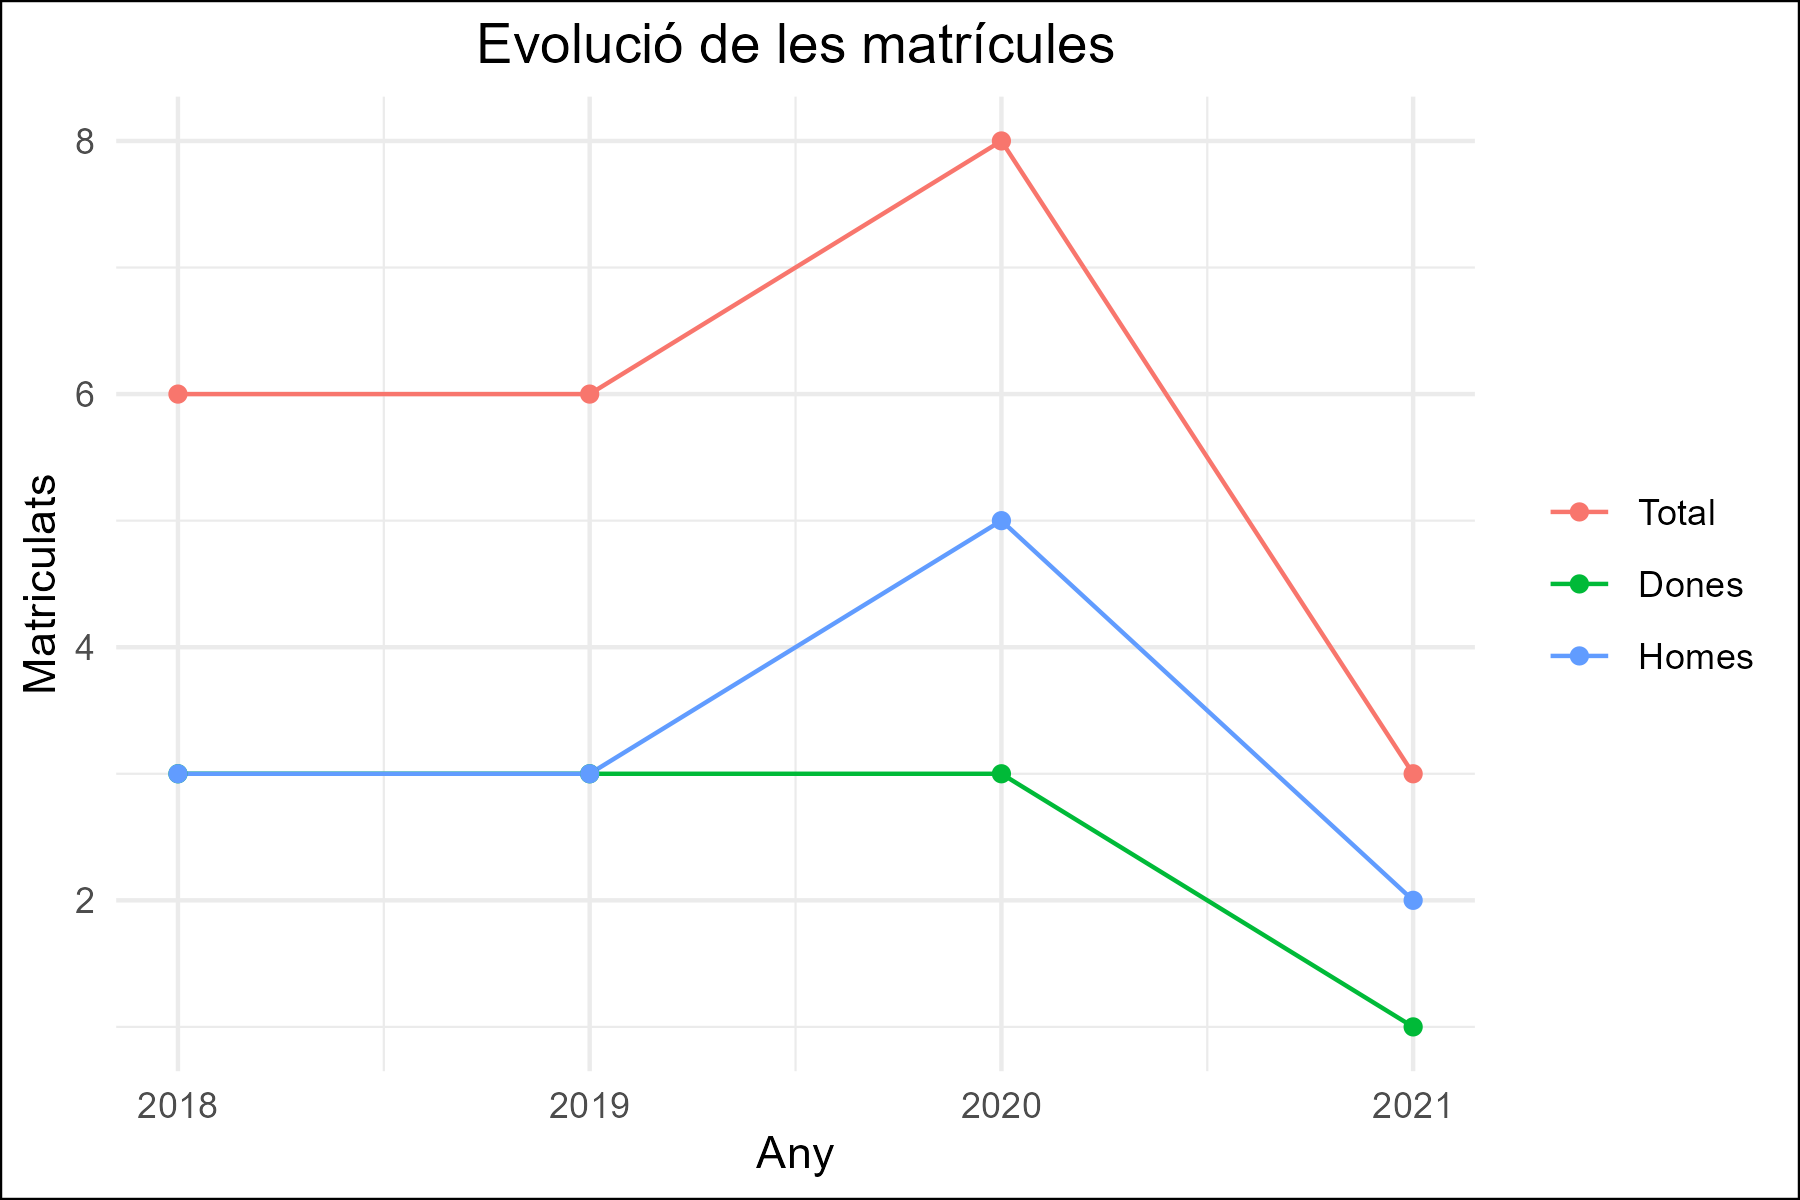 Evolució de les matrícules
Matriculats
8
6
4
2
2018
2019
2020
2021
Any
Total
Dones
Homes